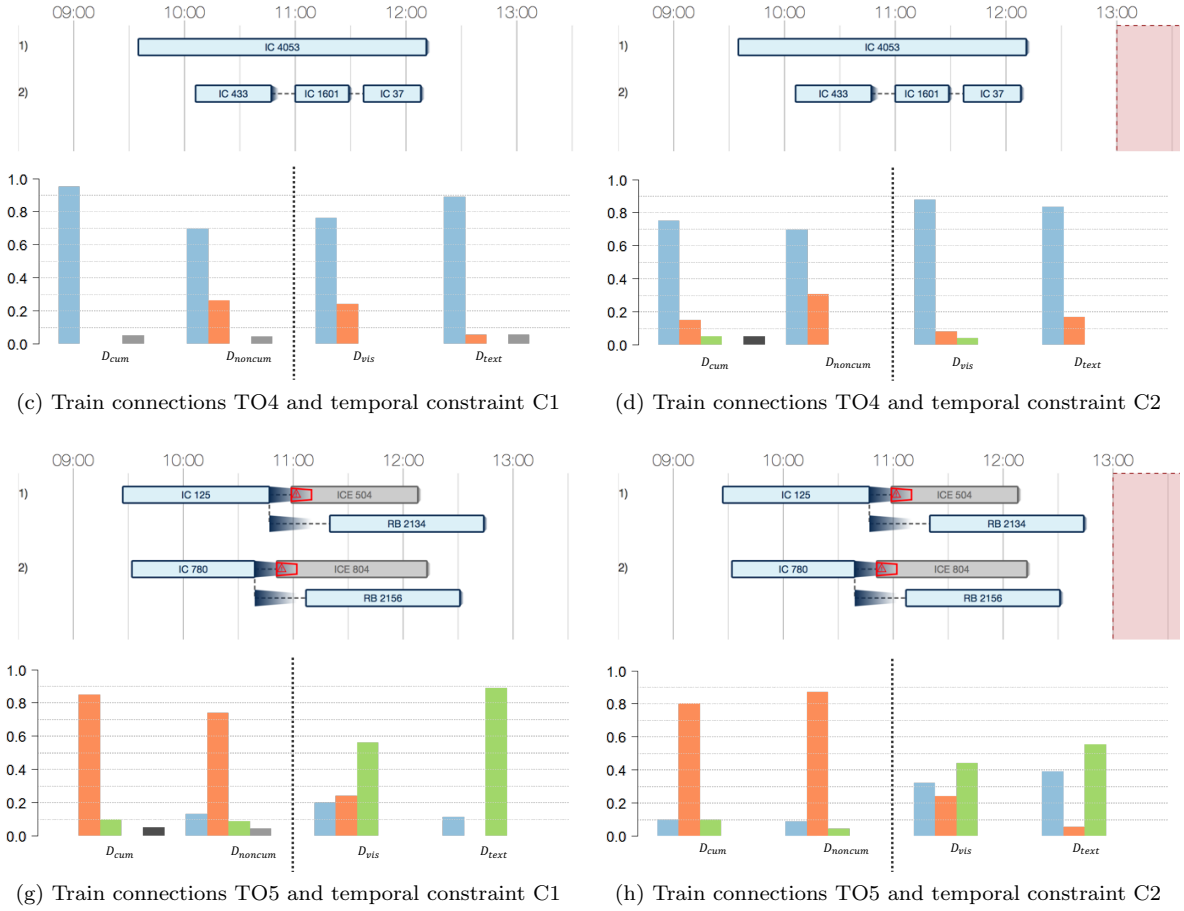 09:00 10:00 11:00 12:00 13:00
1) IC 4053
2) IC 433 IC 1601 IC 37
1.0
0.8
0.6
0.4
0.2
0.0
D_cum D_noncum D_vis D_text
(c) Train connections TO4 and temporal constraint C1
09:00 10:00 11:00 12:00 13:00
1) IC 4053
2) IC 433 IC 1601 IC 37
1.0
0.8
0.6
0.4
0.2
0.0
D_cum D_noncum D_vis D_text
(d) Train connections TO4 and temporal constraint C2
09:00 10:00 11:00 12:00 13:00
1) IC 125 ICE 504
RB 2134
2) IC 780 ICE 804
RB 2156
1.0
0.8
0.6
0.4
0.2
0.0
D_cum D_noncum D_vis D_text
(g) Train connections TO5 and temporal constraint C1
09:00 10:00 11:00 12:00 13:00
1) IC 125 ICE 504
RB 2134
2) IC 780 ICE 804
RB 2156
1.0
0.8
0.6
0.4
0.2
0.0
D_cum D_noncum D_vis D_text
(h) Train connections TO5 and temporal constraint C2